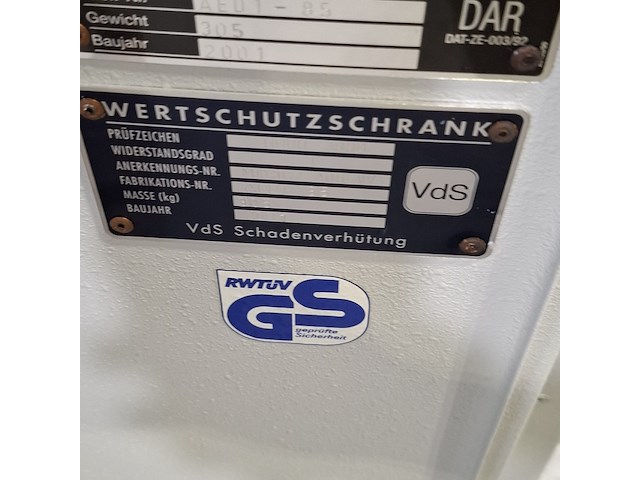 AED1-85
Gewicht 305
Baujahr 2001
DAR
DAT-ZE-003/92
WERTSCHUTZSCHRANK
PRÜFZEICHEN
WIDERSTANDSGRAD
ANERKENNUNGS-NR.
FABRIKATIONS-NR.
MASSE (kg)
BAUJAHR
VdS
VdS Schadenverhütung
RWTÜV
GS
geprüfte
Sicherheit